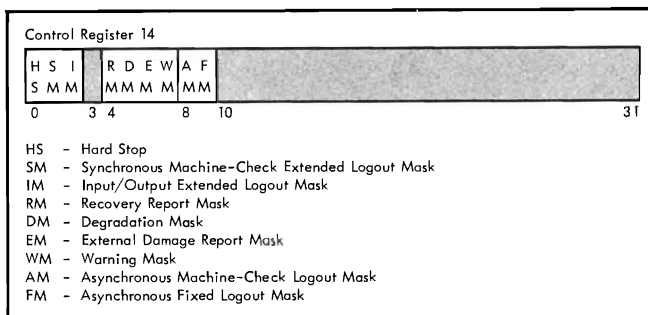 Control Register 14
H S I R D E W A F
S M M M M M M M M
0 3 4 8 10 31
HS - Hard Stop
SM - Synchronous Machine-Check Extended Logout Mask
IM - Input/Output Extended Logout Mask
RM - Recovery Report Mask
DM - Degradation Mask
EM - External Damage Report Mask
WM - Warning Mask
AM - Asynchronous Machine-Check Logout Mask
FM - Asynchronous Fixed Logout Mask